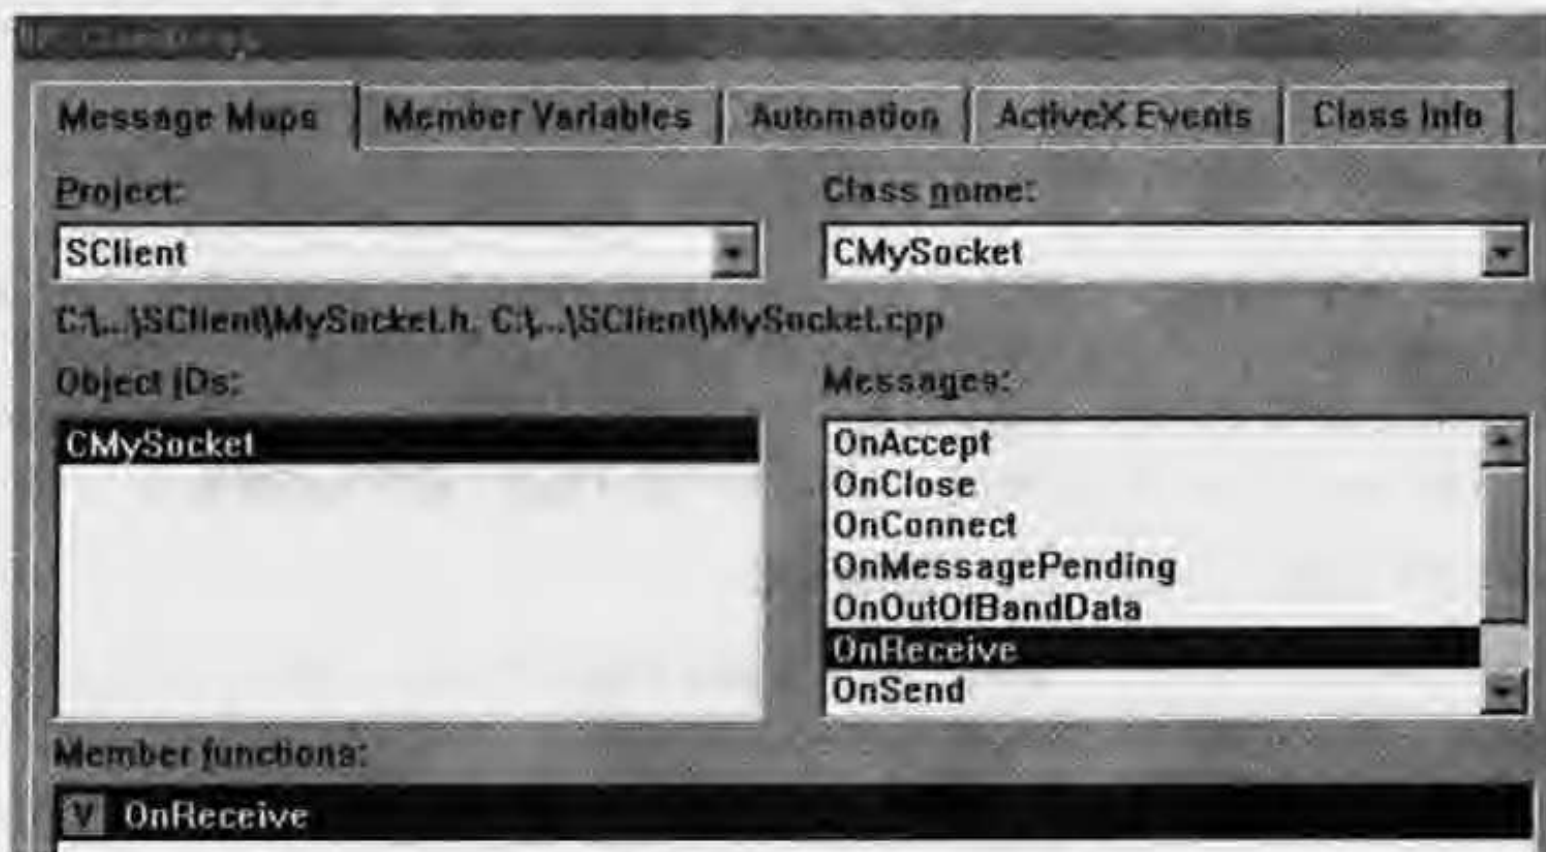 Message Maps Member Variables Automation ActiveX Events Class Info
Project: Class name:
SClient CMySocket
C:\...\SClient\MySocket.h, C:\...\SClient\MySocket.cpp
Object IDs: Messages:
CMySocket OnAccept
OnClose
OnConnect
OnMessagePending
OnOutOfBandData
OnReceive
OnSend
Member functions:
V OnReceive